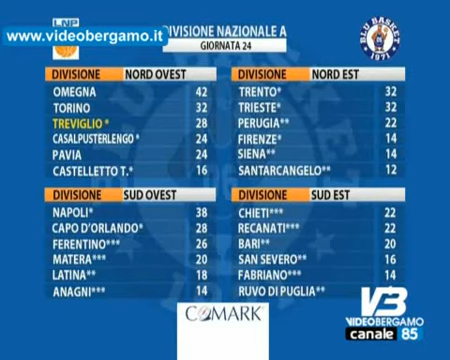 www.videobergamo.it
LNP
DIVISIONE NAZIONALE A
GIORNATA 24
BLU BASKET 1971
DIVISIONE NORD OVEST
OMEGNA 42
TORINO 32
TREVIGLIO * 28
CASALPUSTERLENGO * 24
PAVIA 24
CASTELLETTO T.* 16
DIVISIONE NORD EST
TRENTO* 32
TRIESTE* 32
PERUGIA** 22
FIRENZE* 14
SIENA** 14
SANTARCANGELO** 12
DIVISIONE SUD OVEST
NAPOLI* 38
CAPO D'ORLANDO* 28
FERENTINO*** 26
MATERA*** 20
LATINA** 18
ANAGNI*** 14
DIVISIONE SUD EST
CHIETI*** 22
RECANATI*** 22
BARI** 20
SAN SEVERO** 16
FABRIANO*** 14
RUVO DI PUGLIA** 
COMARK
VB
VIDEOBERGAMO
canale 85